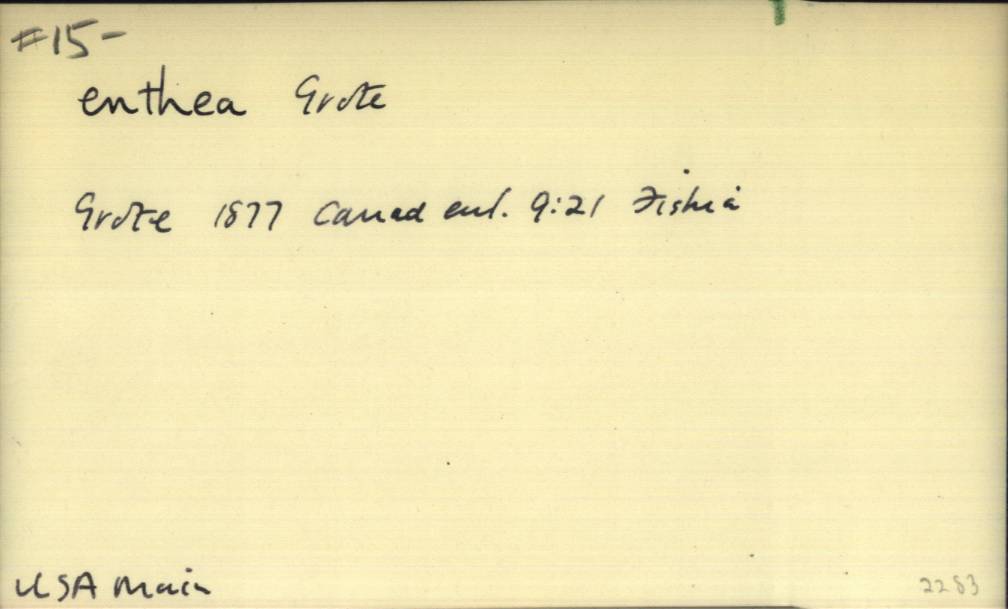 #15-
enthea Grote
Grote 1877 Canad ent. 9:21 Fishia
USA Main
2283